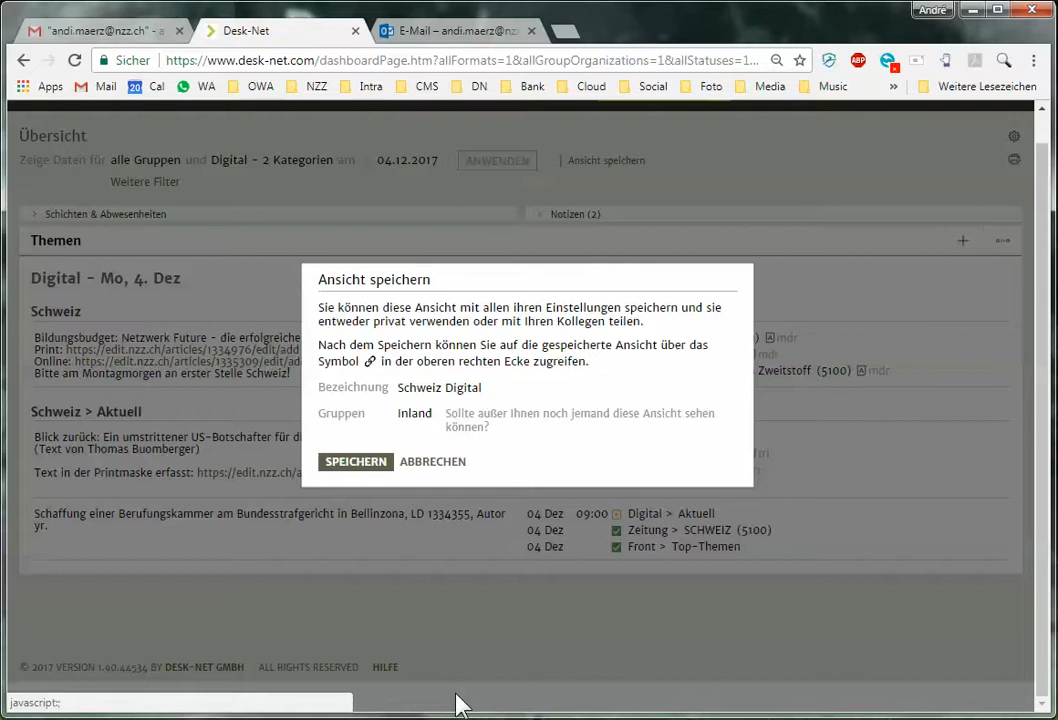 André
"andi.maerz@nzz.ch" - a
Desk-Net
E-Mail – andi.maerz@nz
Sicher https://www.desk-net.com/dashboardPage.htm?allFormats=1&allGroupOrganizations=1&allStatuses=1...
Apps Mail Cal WA OWA NZZ Intra CMS DN Bank Cloud Social Foto Media Music » Weitere Lesezeichen
Übersicht
Zeige Daten für alle Gruppen und Digital - 2 Kategorien am 04.12.2017 ANWENDEN Ansicht speichern
Weitere Filter
Schichten & Abwesenheiten
Notizen (2)
Themen
Digital - Mo, 4. Dez
Schweiz
Bildungsbudget: Netzwerk Future - die erfolgreiche
Print: https://edit.nzz.ch/articles/1334976/edit/add
Online: https://edit.nzz.ch/articles/1335309/edit/ad
Bitte am Montagmorgen an erster Stelle Schweiz!
mdr
Zweitstoff (5100) mdr
Schweiz > Aktuell
Blick zurück: Ein umstrittener US-Botschafter für di
(Text von Thomas Buomberger)
Text in der Printmaske erfasst: https://edit.nzz.ch/a
Schaffung einer Berufungskammer am Bundesstrafgericht in Bellinzona, LD 1334355, Autor
yr.
04 Dez 09:00 Digital > Aktuell
04 Dez Zeitung > SCHWEIZ (5100)
04 Dez Front > Top-Themen
Ansicht speichern
Sie können diese Ansicht mit allen ihren Einstellungen speichern und sie
entweder privat verwenden oder mit Ihren Kollegen teilen.
Nach dem Speichern können Sie auf die gespeicherte Ansicht über das
Symbol in der oberen rechten Ecke zugreifen.
Bezeichnung Schweiz Digital
Gruppen Inland Sollte außer Ihnen noch jemand diese Ansicht sehen
können?
SPEICHERN ABBRECHEN
© 2017 VERSION 1.90.44534 BY DESK-NET GMBH ALL RIGHTS RESERVED HILFE
javascript:;